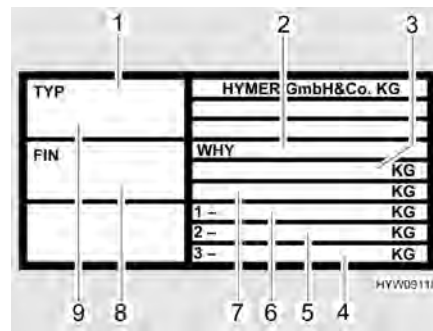 1 2 3
TYP
HYMER GmbH&Co. KG
FIN
WHY
KG
KG
1 – KG
2 – KG
3 – KG
HYW0911
9 8 7 6 5 4